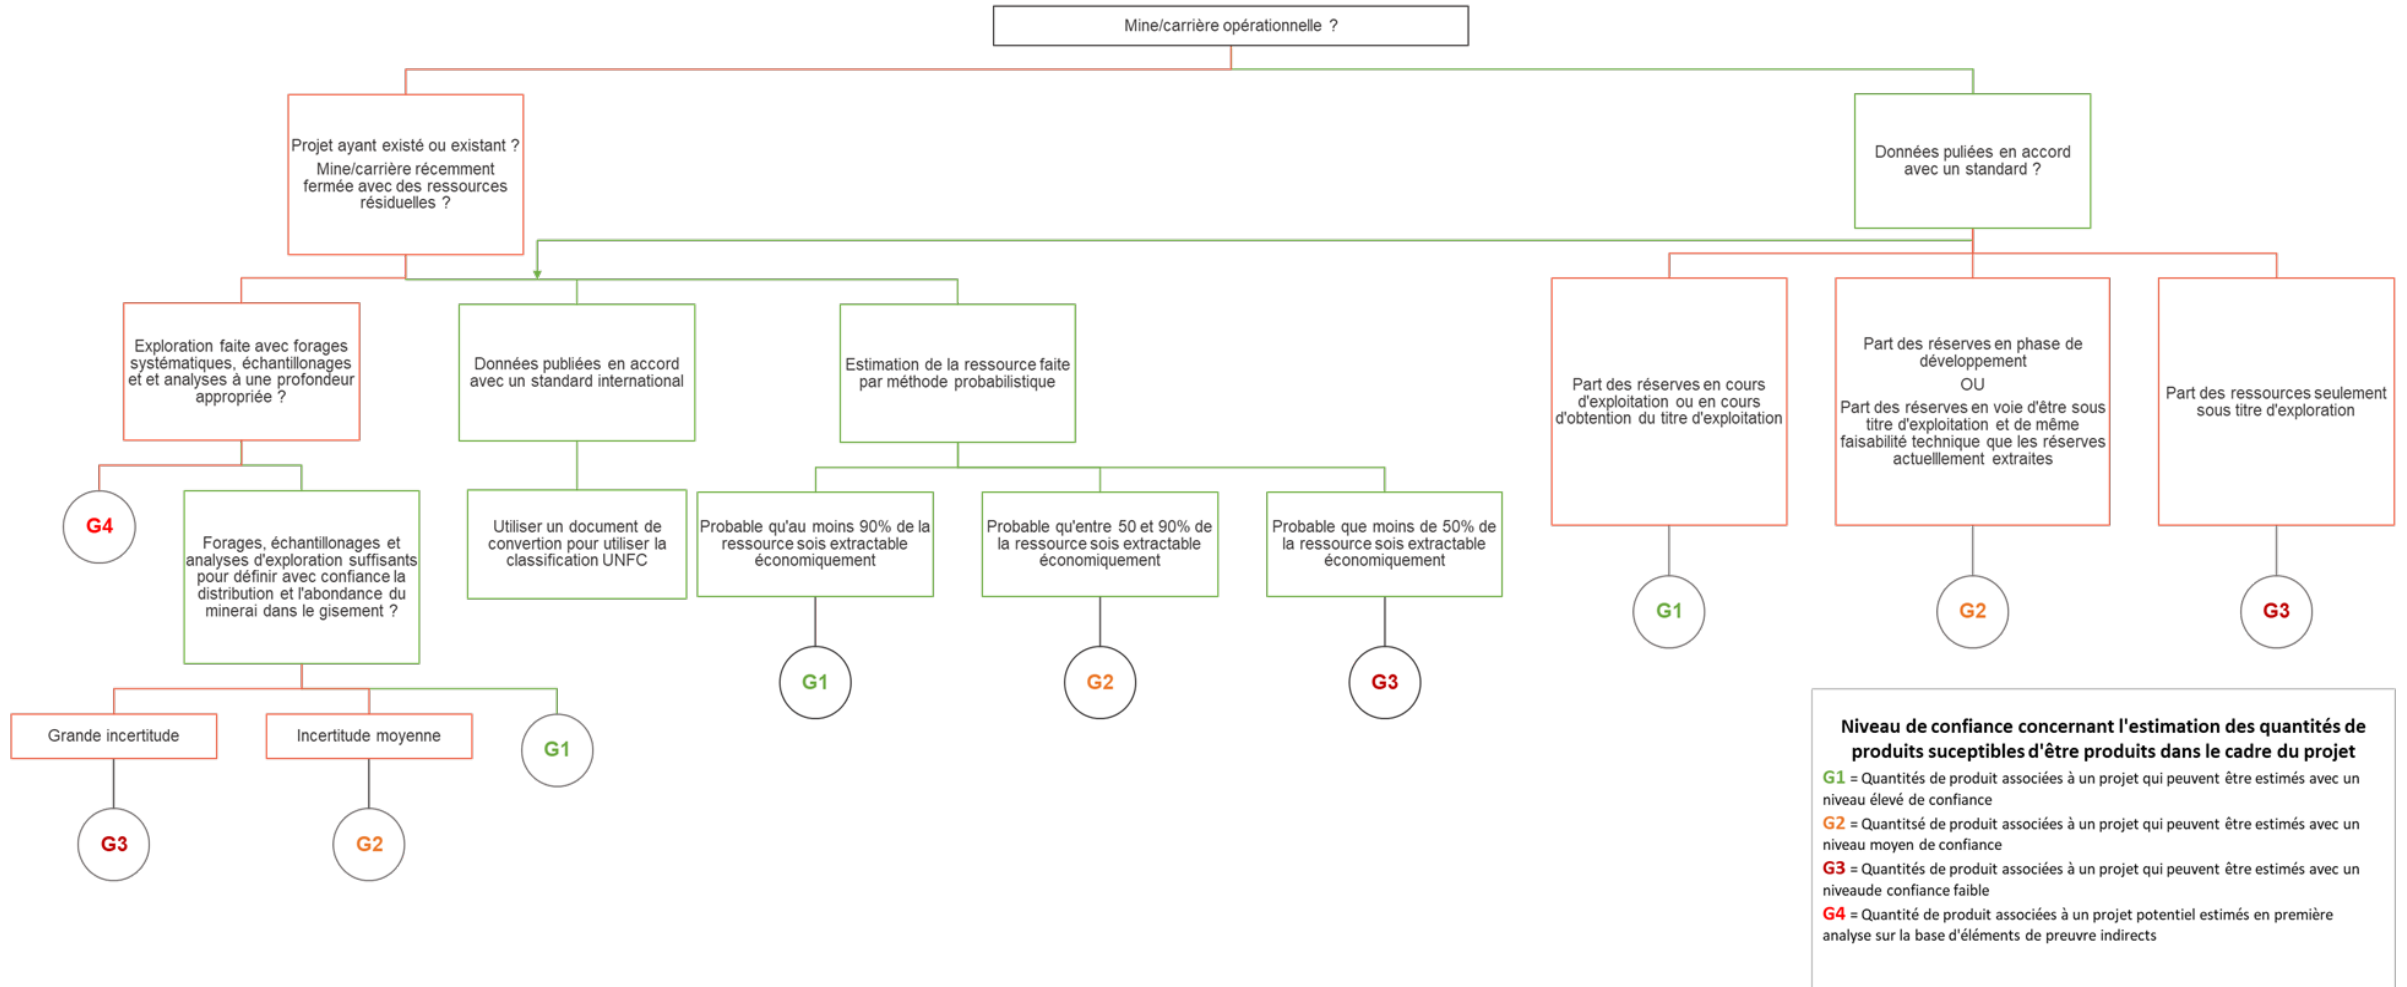 Mine/carrière opérationnelle ?
Projet ayant existé ou existant ?
Mine/carrière récemment
fermée avec des ressources
résiduelles ?
Données puliées en accord
avec un standard ?
Exploration faite avec forages
systématiques, échantillonages
et et analyses à une profondeur
appropriée ?
Données publiées en accord
avec un standard international
Estimation de la ressource faite
par méthode probabilistique
Part des réserves en cours
d'exploitation ou en cours
d'obtention du titre d'exploitation
Part des réserves en phase de
développement
OU
Part des réserves en voie d'être sous
titre d'exploitation et de même
faisabilité technique que les réserves
actuelllement extraites
Part des ressources seulement
sous titre d'exploration
G4
Forages, échantillonages et
analyses d'exploration suffisants
pour définir avec confiance la
distribution et l'abondance du
minerai dans le gisement ?
Utiliser un document de
convertion pour utiliser la
classification UNFC
Probable qu'au moins 90% de la
ressource sois extractable
économiquement
Probable qu'entre 50 et 90% de
la ressource sois extractable
économiquement
Probable que moins de 50% de
la ressource sois extractable
économiquement
G1
G2
G3
G1
G2
G3
Grande incertitude
Incertitude moyenne
G1
G3
G2
Niveau de confiance concernant l'estimation des quantités de
produits suceptibles d'être produits dans le cadre du projet
G1 = Quantités de produit associées à un projet qui peuvent être estimés avec un
niveau élevé de confiance
G2 = Quantitsé de produit associées à un projet qui peuvent être estimés avec un
niveau moyen de confiance
G3 = Quantités de produit associées à un projet qui peuvent être estimés avec un
niveaude confiance faible
G4 = Quantité de produit associées à un projet potentiel estimés en première
analyse sur la base d'éléments de preuvre indirects